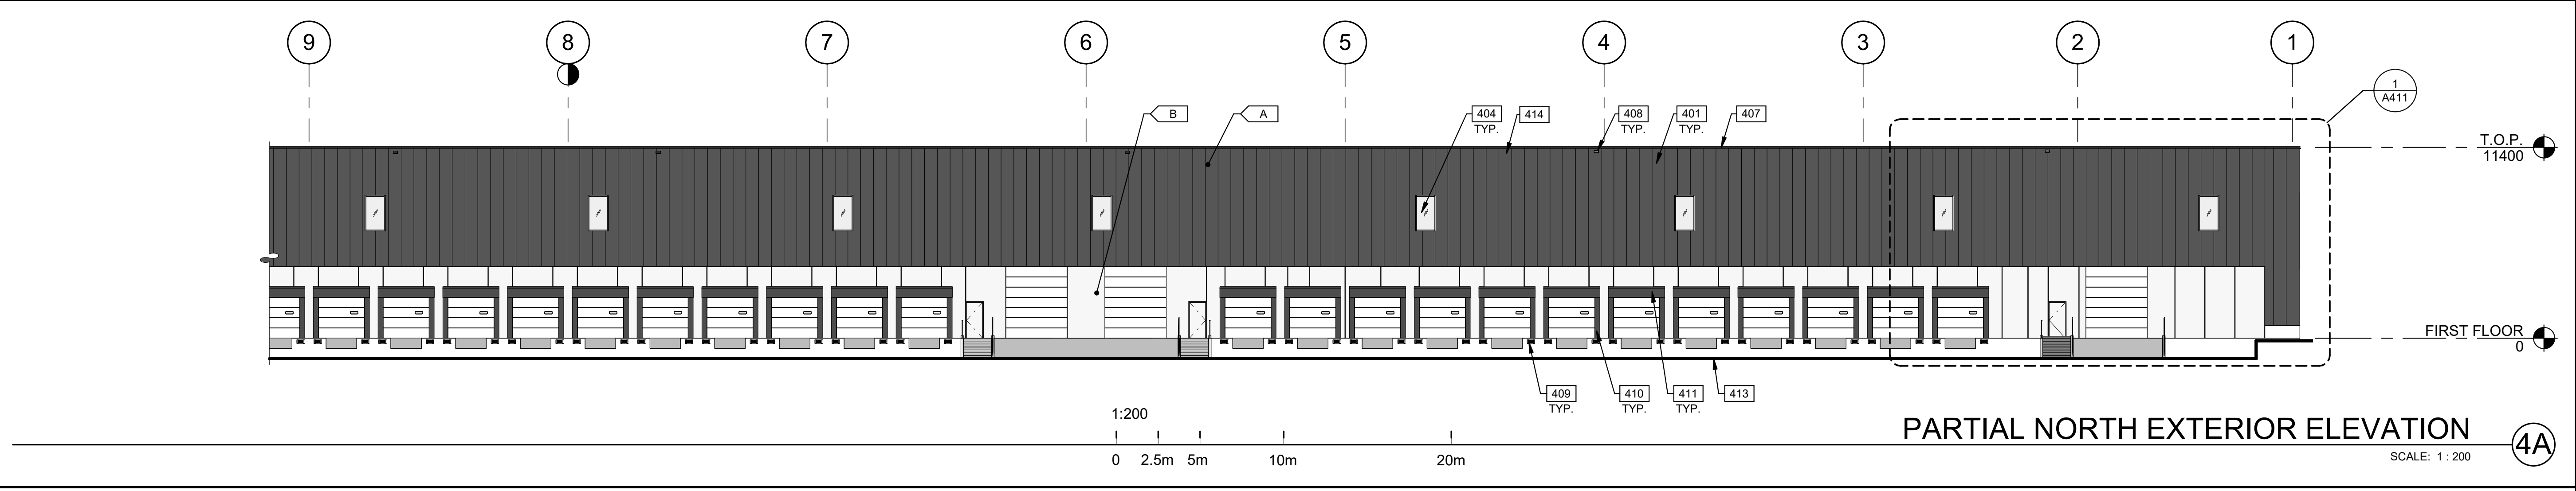 9
8
7
6
5
4
3
2
1
1
A411
B
A
404
TYP.
414
408
TYP.
401
TYP.
407
T.O.P.
11400
FIRST FLOOR
0
409
TYP.
410
TYP.
411
TYP.
413
1:200
0 2.5m 5m 10m 20m
PARTIAL NORTH EXTERIOR ELEVATION
4A
SCALE: 1 : 200